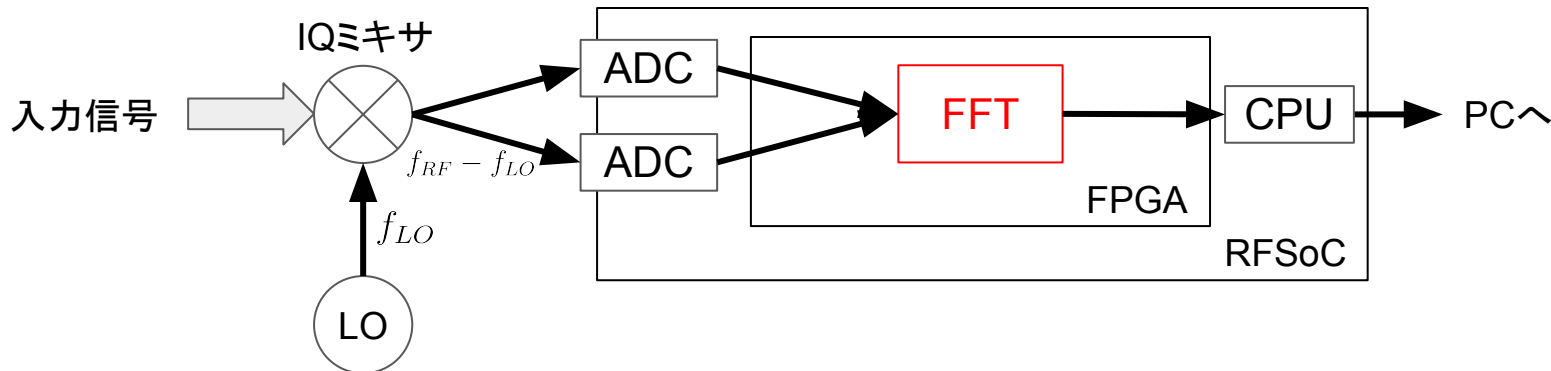 IQミキサ
入力信号
ADC
ADC
FFT
CPU
PCへ
f_{RF} − f_{LO}
FPGA
f_{LO}
RFSoC
LO